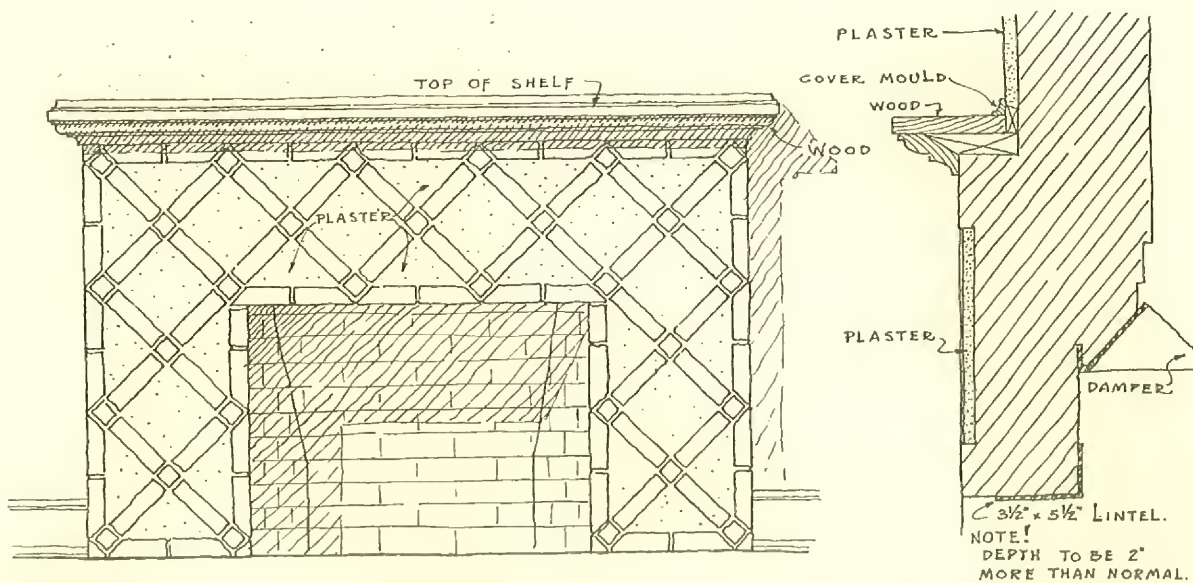 TOP OF SHELF
WOOD
PLASTER
PLASTER
COVER MOULD
WOOD
PLASTER
DAMPER
3½" x 5½" LINTEL.
NOTE!
DEPTH TO BE 2"
MORE THAN NORMAL.